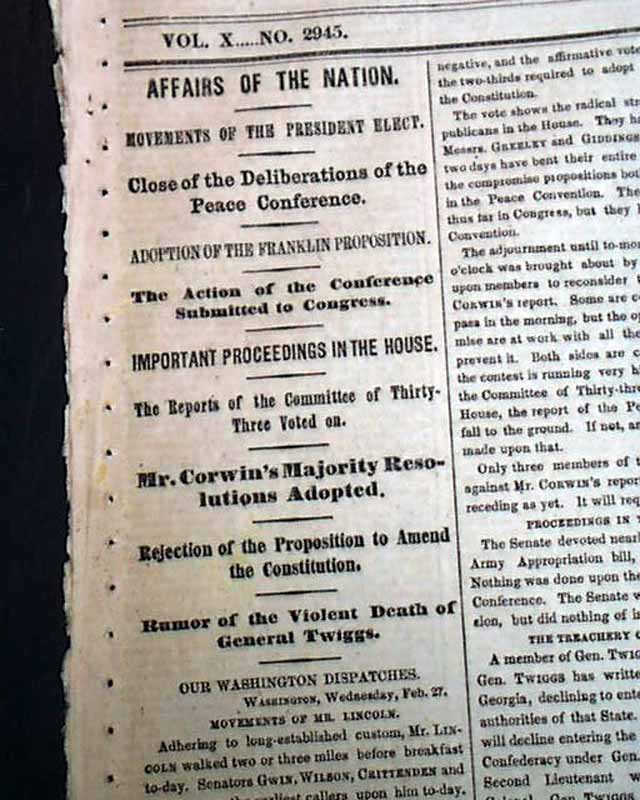 VOL. X.....NO. 2945.
AFFAIRS OF THE NATION.
MOVEMENTS OF THE PRESIDENT ELECT.
Close of the Deliberations of the
Peace Conference.
ADOPTION OF THE FRANKLIN PROPOSITION.
The Action of the Conference
Submitted to Congress.
IMPORTANT PROCEEDINGS IN THE HOUSE.
The Reports of the Committee of Thirty-
Three Voted on.
Mr. Corwin's Majority Reso-
lutions Adopted.
Rejection of the Proposition to Amend
the Constitution.
Rumor of the Violent Death of
General Twiggs.
OUR WASHINGTON DISPATCHES.
WASHINGTON, Wednesday, Feb. 27.
MOVEMENTS OF MR. LINCOLN.
Adhering to long-established custom, Mr. LIN-
COLN walked two or three miles before breakfast
to-day. Senators GWIN, WILSON, CRITTENDEN and
earliest callers upon him to-day.
negative, and the affirmative vote
the two-thirds required to adopt
the Constitution.
The vote shows the radical
publicans in the House. They
Messrs. GREELEY and GIDDINGS
two days have bent their entire
the compromise propositions
in the Peace Convention. The
thus far in Congress, but they
Convention.
The adjournment until
o'clock was brought about by
upon members to reconsider
CORWIN'S report. Some are
pass in the morning, but the
mise are at work with all the
prevent it. Both sides are
the contest is running very
the Committee of
House, the report of the
fall to the ground. If not,
made upon that.
Only three members of
against Mr. CORWIN'S
receding as yet. It will
PROCEEDINGS IN
The Senate devoted
Army Appropriation bill,
Nothing was done upon the
Conference. The Senate
sion, but did nothing of
THE TREACHERY
A member of Gen.
Gen. TWIGGS has
Georgia, declining to
authorities of that State.
will decline entering the
Confederacy under
Second Lieutenant
Gen. TWIGGS